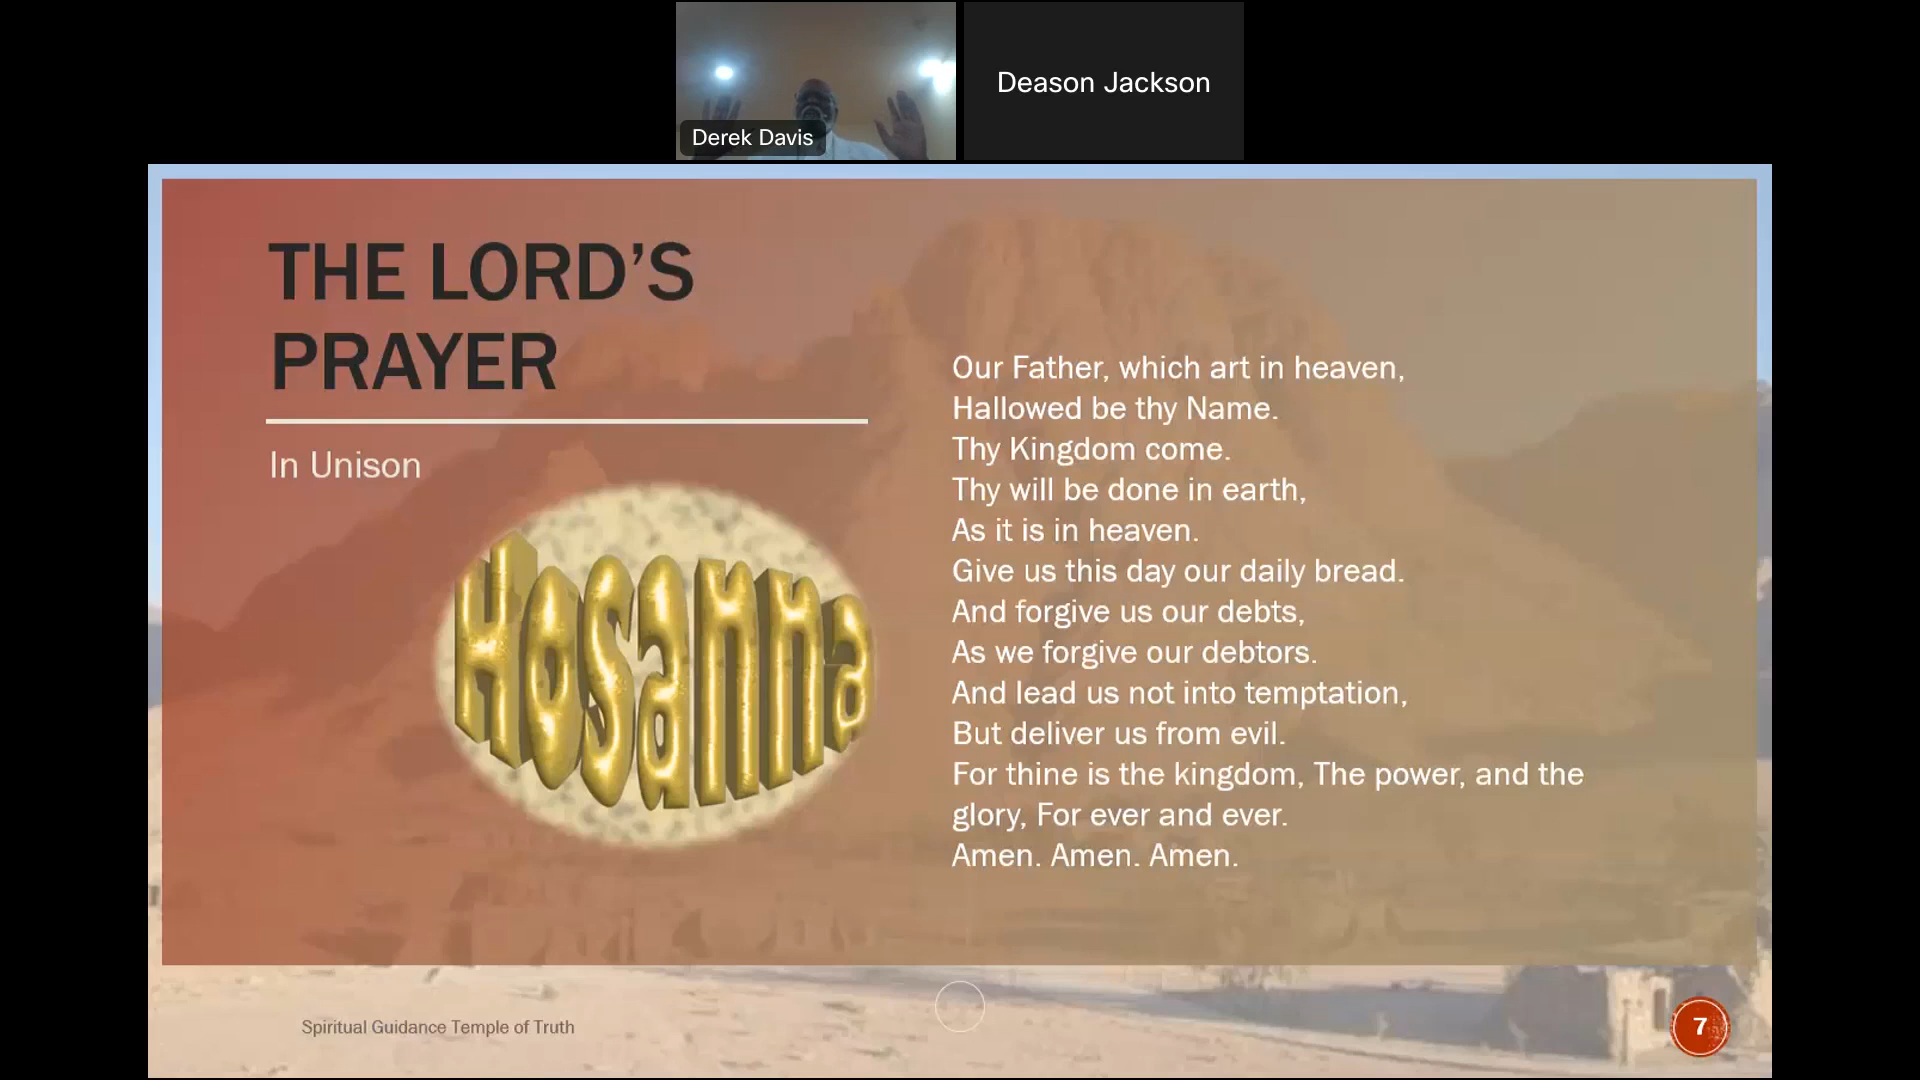 Derek Davis
Deason Jackson
THE LORD’S
PRAYER
In Unison
Hosanna
Our Father, which art in heaven,
Hallowed be thy Name.
Thy Kingdom come.
Thy will be done in earth,
As it is in heaven.
Give us this day our daily bread.
And forgive us our debts,
As we forgive our debtors.
And lead us not into temptation,
But deliver us from evil.
For thine is the kingdom, The power, and the
glory, For ever and ever.
Amen. Amen. Amen.
Spiritual Guidance Temple of Truth
7